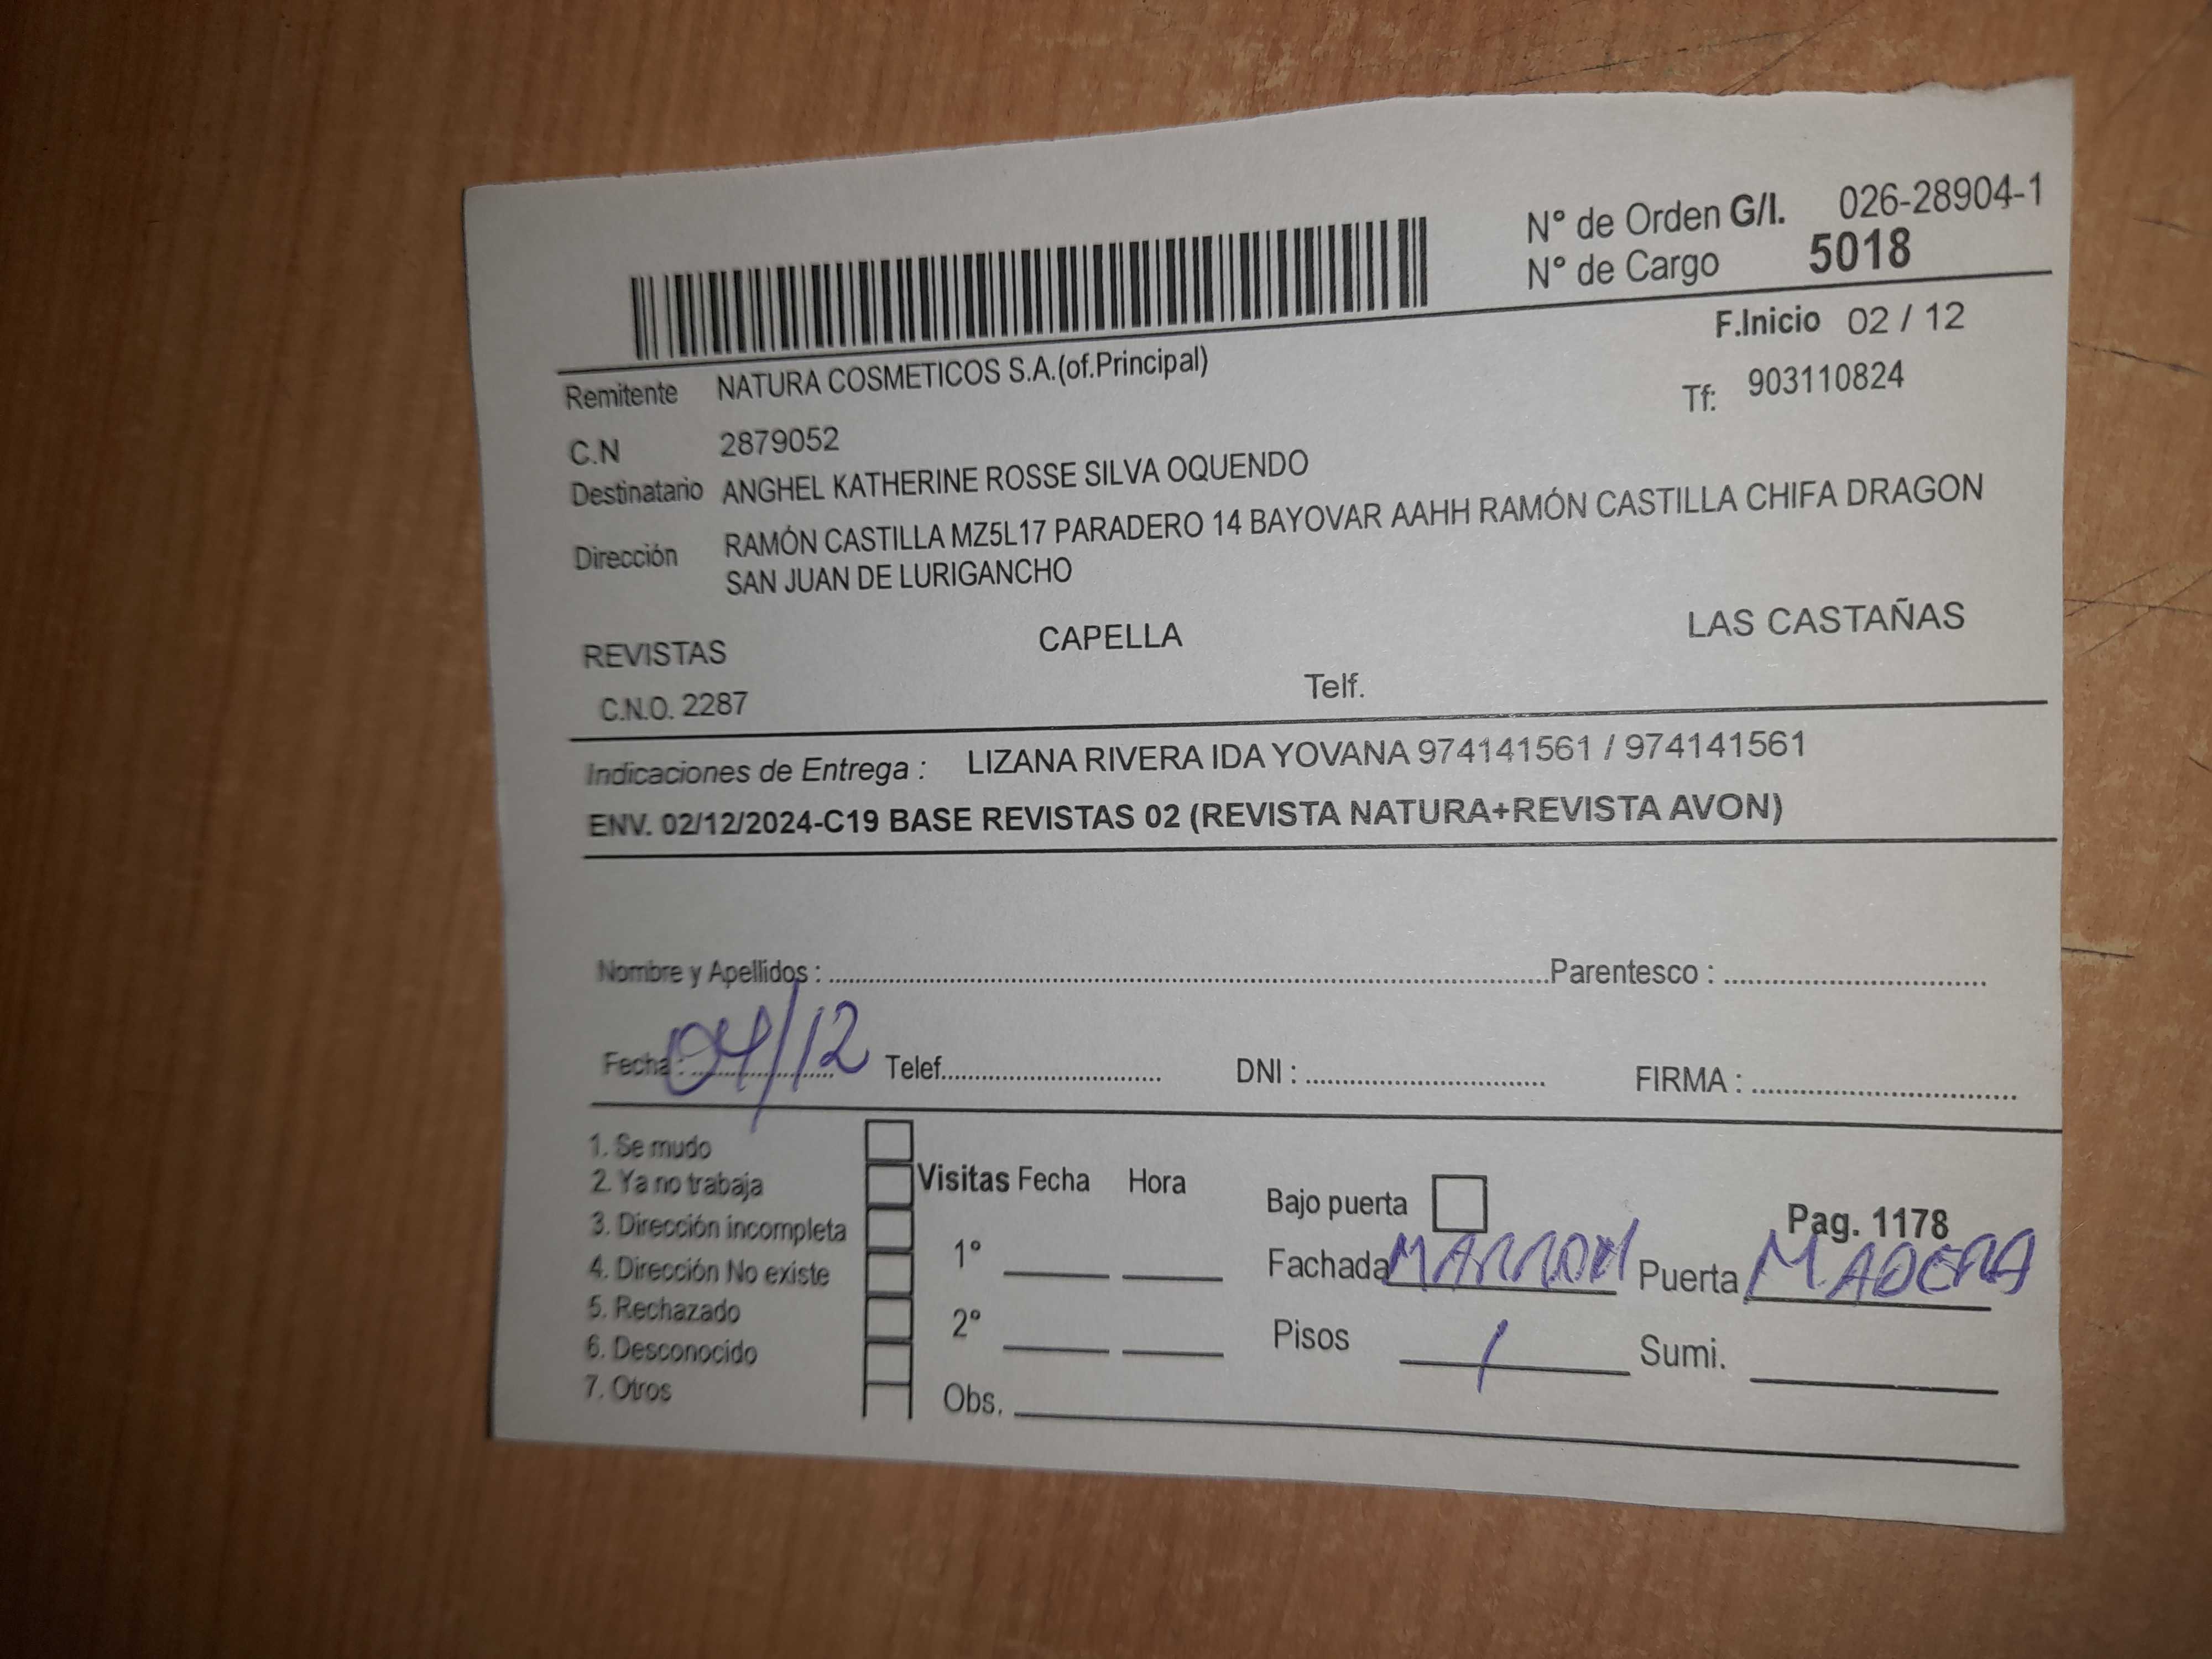 N° de Orden G/I. 026-28904-1
N° de Cargo 5018
F.Inicio 02 / 12
Remitente NATURA COSMETICOS S.A.(of.Principal)
Tf: 903110824
C.N 2879052
Destinatario ANGHEL KATHERINE ROSSE SILVA OQUENDO
Dirección RAMÓN CASTILLA MZ5L17 PARADERO 14 BAYOVAR AAHH RAMÓN CASTILLA CHIFA DRAGON
SAN JUAN DE LURIGANCHO
REVISTAS CAPELLA LAS CASTAÑAS
C.N.O. 2287 Telf.
Indicaciones de Entrega : LIZANA RIVERA IDA YOVANA 974141561 / 974141561
ENV. 02/12/2024-C19 BASE REVISTAS 02 (REVISTA NATURA+REVISTA AVON)
Nombre y Apellidos : Parentesco :
Fecha : 04/12 Telef. DNI : FIRMA :
1. Se mudo
2. Ya no trabaja
3. Dirección incompleta
4. Dirección No existe
5. Rechazado
6. Desconocido
7. Otros
Visitas Fecha Hora
1°
2°
Obs.
Bajo puerta Pag. 1178
Fachada MARRON Puerta MADERA
Pisos 1 Sumi.